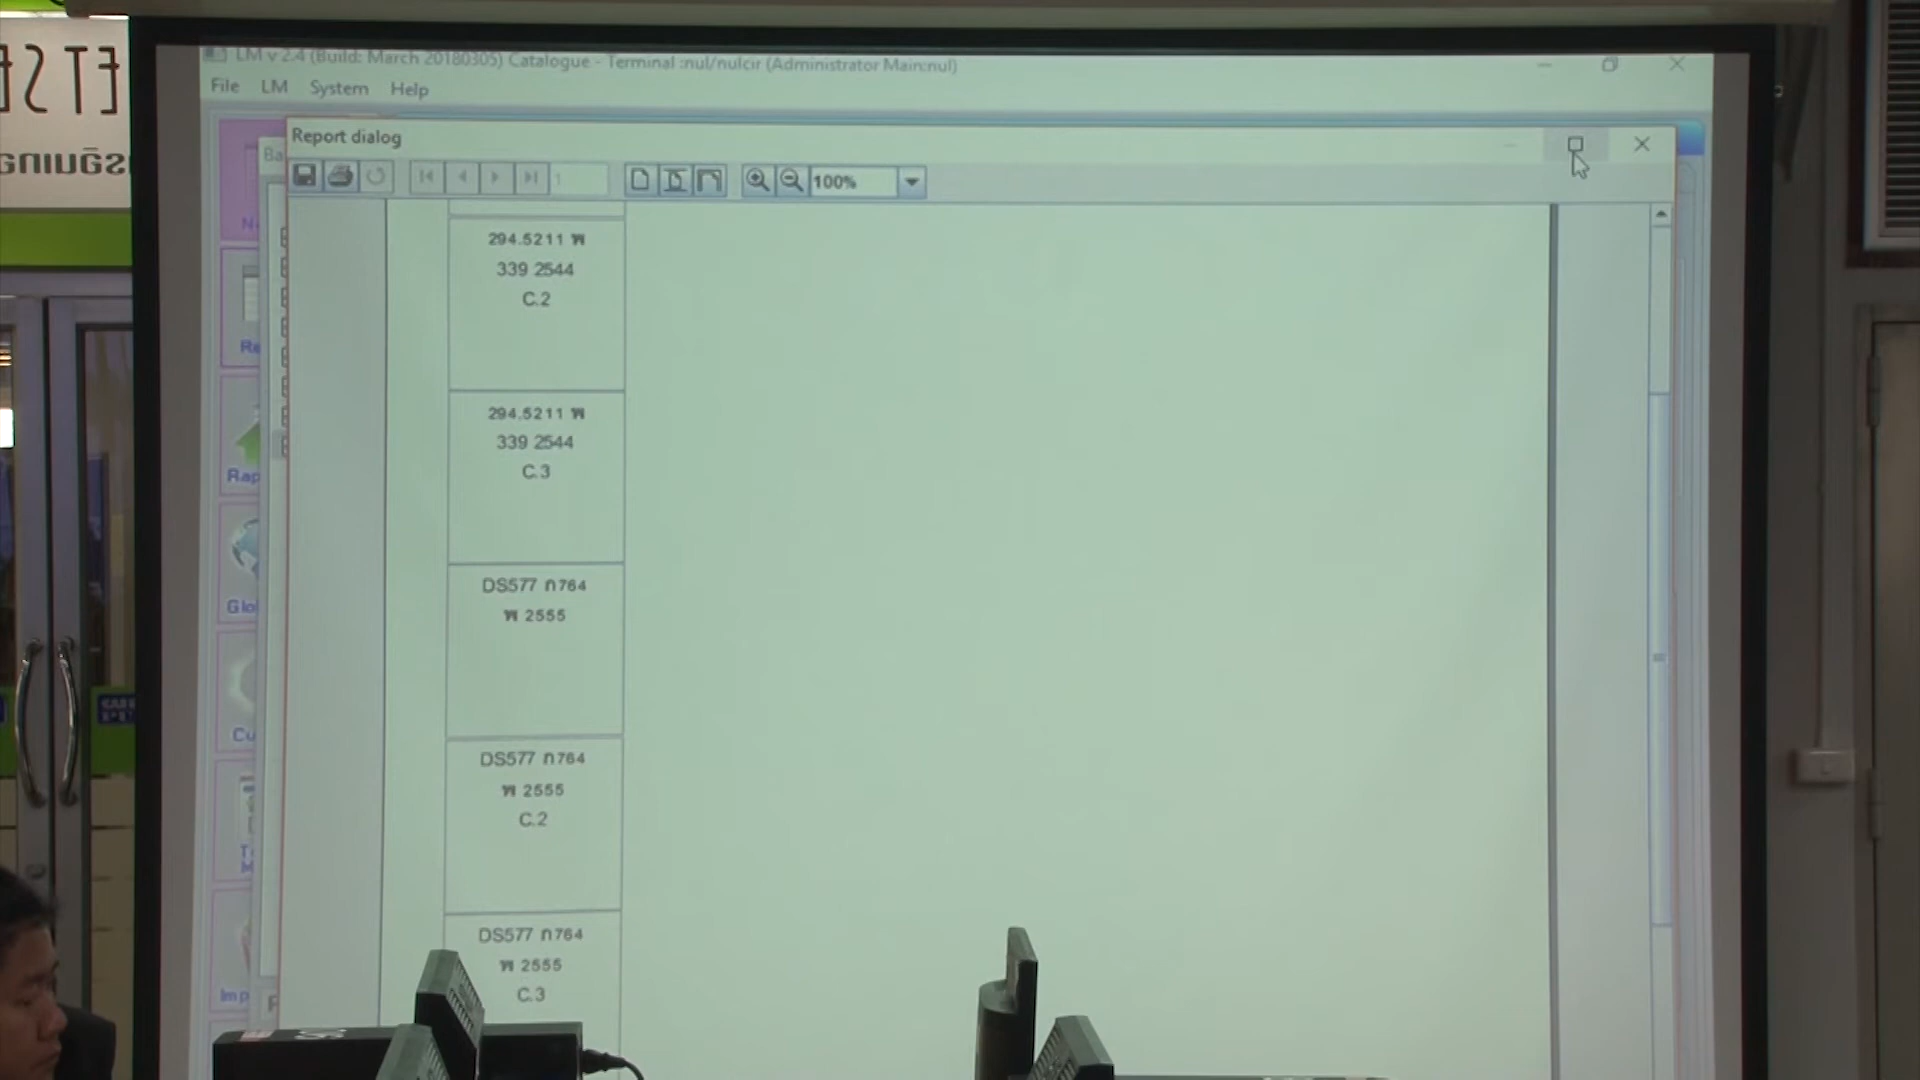 LM v 2.4 (Build: March 20180305) Catalogue - Terminal :nul/nulcir (Administrator Main:nul)
File LM System Help
Report dialog
1
100%
294.5211 พ
339 2544
C.2
294.5211 พ
339 2544
C.3
DS577 ก764
พ 2555
DS577 ก764
พ 2555
C.2
DS577 ก764
พ 2555
C.3